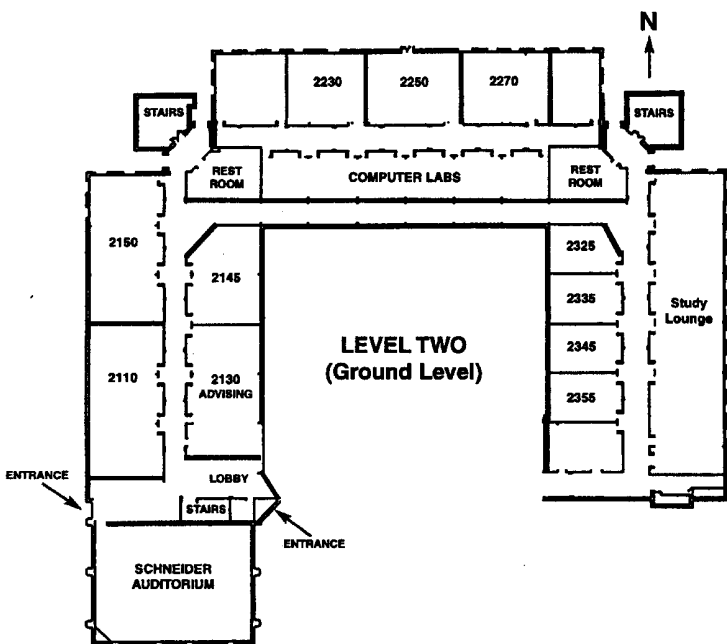 N
2230
2250
2270
STAIRS
STAIRS
REST
ROOM
COMPUTER LABS
REST
ROOM
2150
2145
2325
2335
Study
Lounge
LEVEL TWO
(Ground Level)
2345
2110
2130
ADVISING
2355
ENTRANCE
LOBBY
STAIRS
ENTRANCE
SCHNEIDER
AUDITORIUM